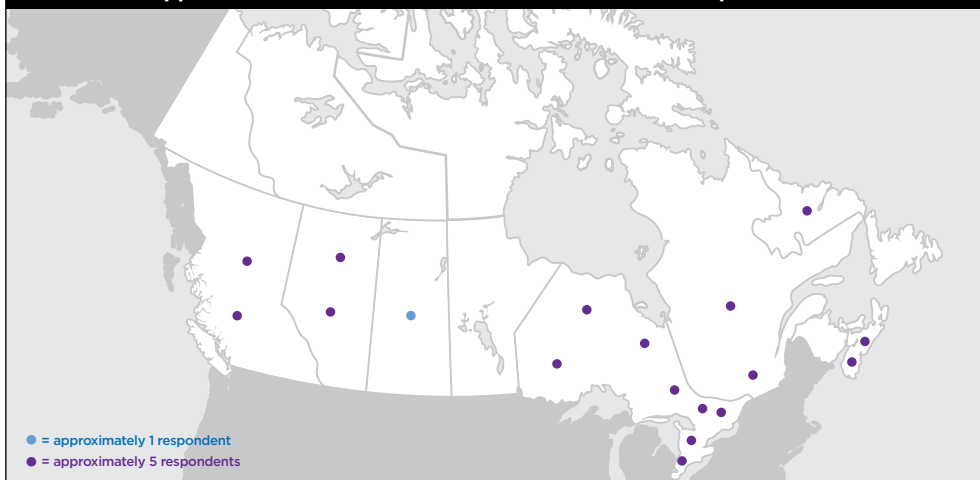 = approximately 1 respondent
= approximately 5 respondents